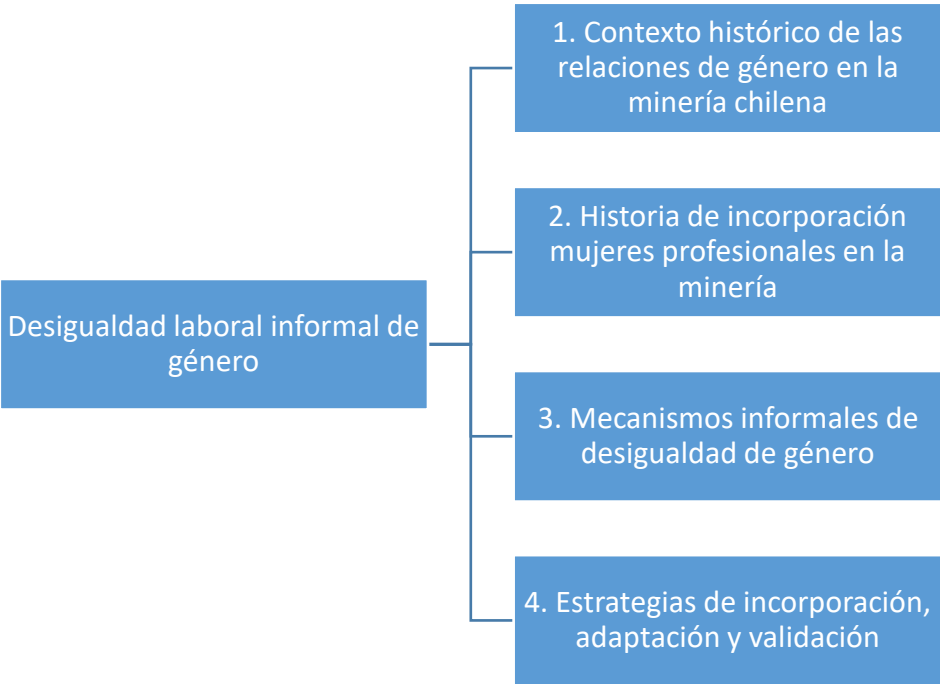 Desigualdad laboral informal de
género
1. Contexto histórico de las
relaciones de género en la
minería chilena
2. Historia de incorporación
mujeres profesionales en la
minería
3. Mecanismos informales de
desigualdad de género
4. Estrategias de incorporación,
adaptación y validación